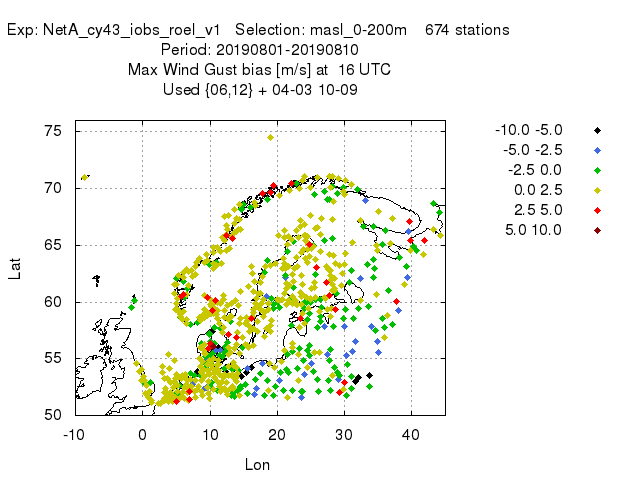 Exp: NetA_cy43_iobs_roel_v1 Selection: masl_0-200m 674 stations
Period: 20190801-20190810
Max Wind Gust bias [m/s] at 16 UTC
Used {06,12} + 04-03 10-09
-10.0 -5.0
-5.0 -2.5
-2.5 0.0
0.0 2.5
2.5 5.0
5.0 10.0
75
70
65
60
55
50
Lat
-10 0 10 20 30 40
Lon